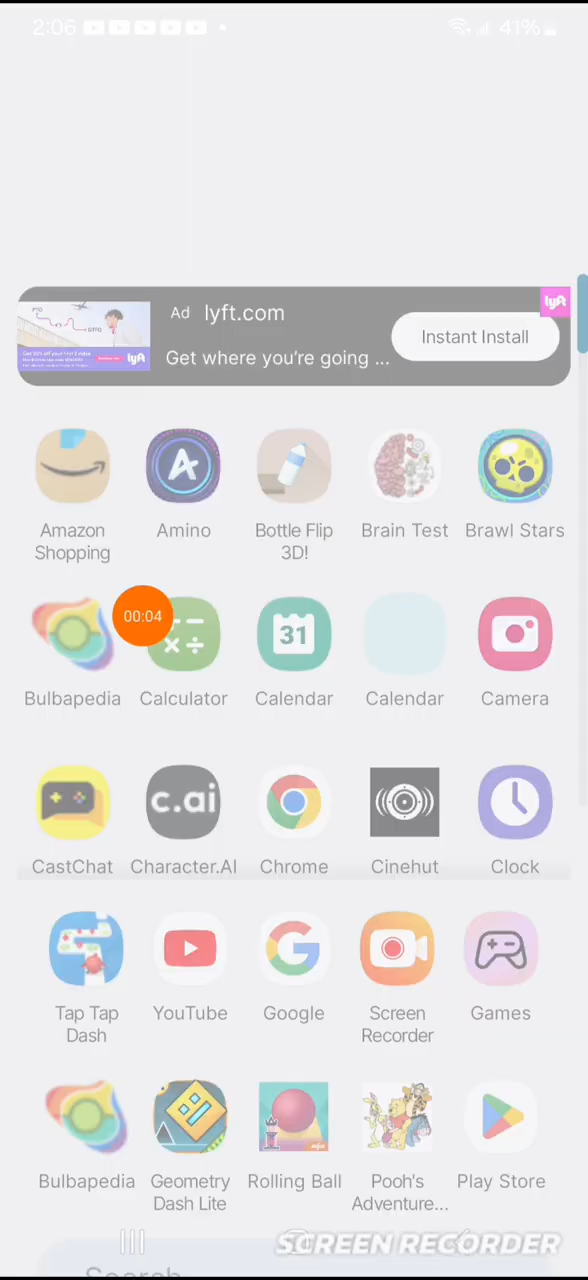 2:06
41%
lyft
Ad lyft.com
Instant Install
Get where you're going ...
lyft
Amazon Shopping
Amino
Bottle Flip 3D!
Brain Test
Brawl Stars
00:04
31
Bulbapedia
Calculator
Calendar
Calendar
Camera
c.ai
CastChat
Character.AI
Chrome
Cinehut
Clock
Tap Tap Dash
YouTube
Google
Screen Recorder
Games
Bulbapedia
Geometry Dash Lite
Rolling Ball
Pooh's Adventure...
Play Store
SCREEN RECORDER
Search